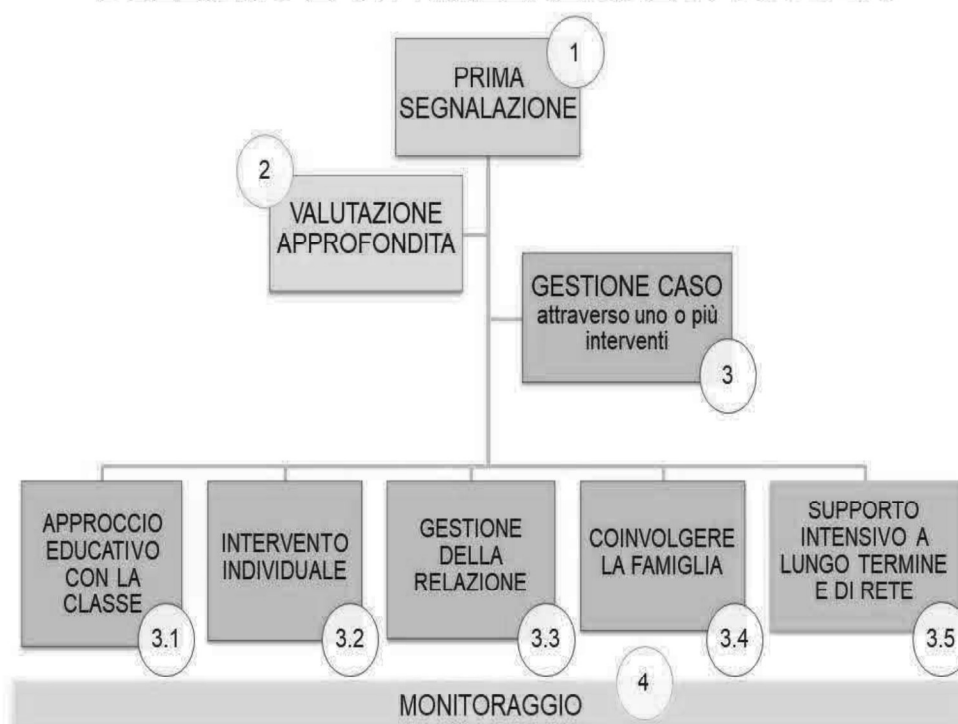 1
PRIMA
SEGNALAZIONE
2
VALUTAZIONE
APPROFONDITA
GESTIONE CASO
attraverso uno o più
interventi
3
APPROCCIO
EDUCATIVO
CON LA
CLASSE
3.1
INTERVENTO
INDIVIDUALE
3.2
GESTIONE
DELLA
RELAZIONE
3.3
COINVOLGERE
LA FAMIGLIA
3.4
SUPPORTO
INTENSIVO A
LUNGO TERMINE
E DI RETE
3.5
4
MONITORAGGIO